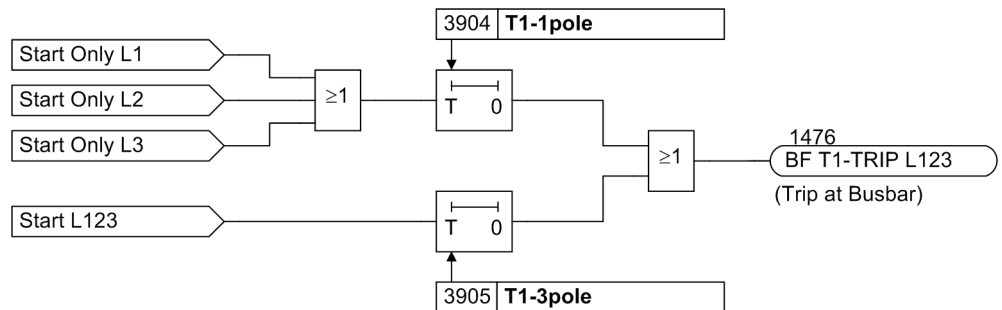 3904 T1-1pole
Start Only L1
Start Only L2
Start Only L3
≥1
T 0
≥1
1476
BF T1-TRIP L123
(Trip at Busbar)
Start L123
T 0
3905 T1-3pole